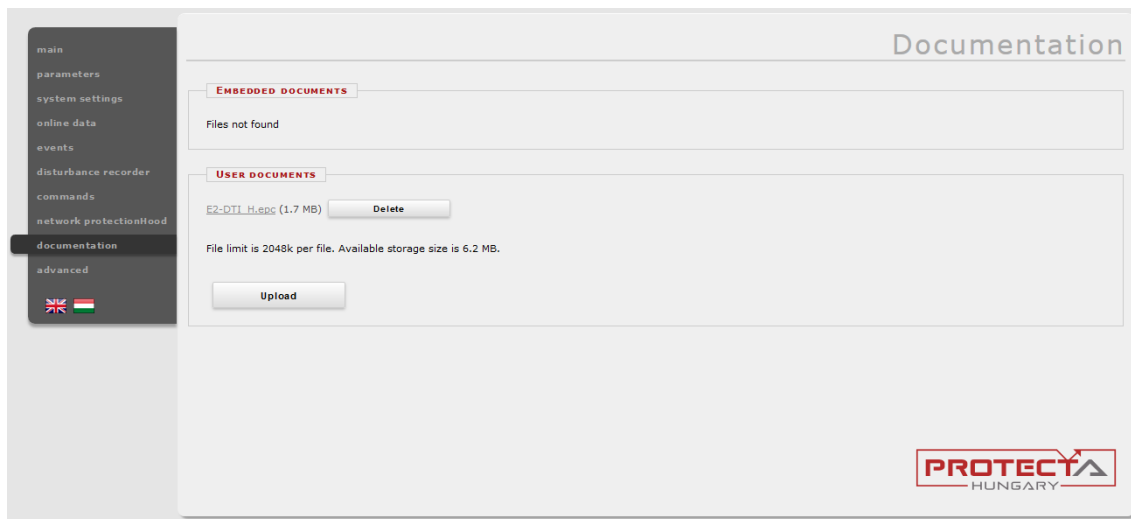 Documentation
main
parameters
system settings
online data
events
disturbance recorder
commands
network protectionHood
documentation
advanced
EMBEDDED DOCUMENTS
Files not found
USER DOCUMENTS
E2-DTI_H.epc (1.7 MB) Delete
File limit is 2048k per file. Available storage size is 6.2 MB.
Upload
PROTECTA
HUNGARY